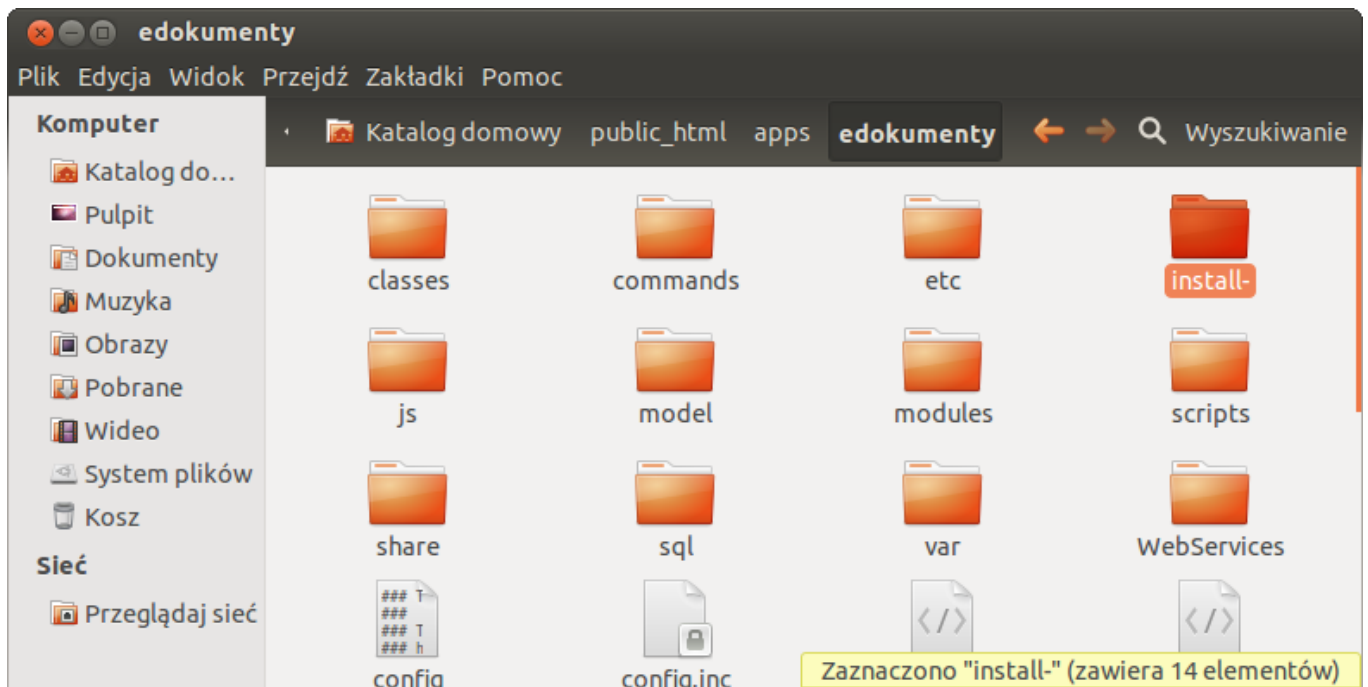 edokumenty
Plik Edycja Widok Przejdź Zakładki Pomoc
Komputer
Katalog do...
Pulpit
Dokumenty
Muzyka
Obrazy
Pobrane
Wideo
System plików
Kosz
Sieć
Przeglądaj sieć
Katalog domowy public_html apps edokumenty Wyszukiwanie
classes commands etc install-
js model modules scripts
share sql var WebServices
### T
###
### T
### h
config config.inc
Zaznaczono "install-" (zawiera 14 elementów)